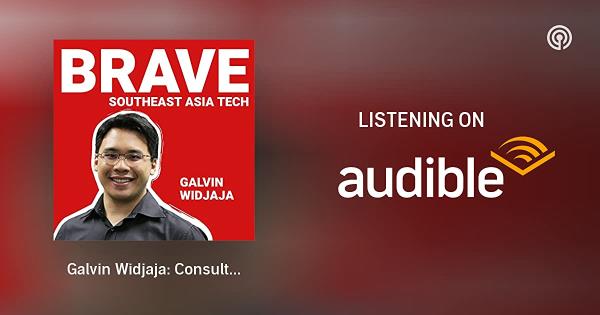 BRAVE
SOUTHEAST ASIA TECH
GALVIN
WIDJAJA
Galvin Widjaja: Consult...
LISTENING ON
audible